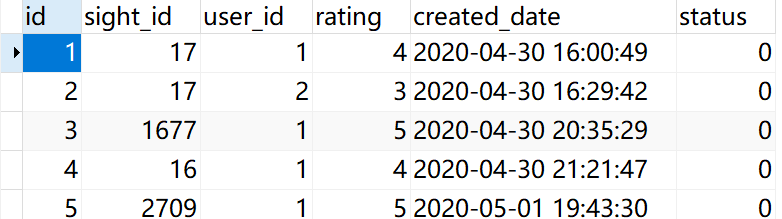 id sight_id user_id rating created_date status
1 17 1 4 2020-04-30 16:00:49 0
2 17 2 3 2020-04-30 16:29:42 0
3 1677 1 5 2020-04-30 20:35:29 0
4 16 1 4 2020-04-30 21:21:47 0
5 2709 1 5 2020-05-01 19:43:30 0